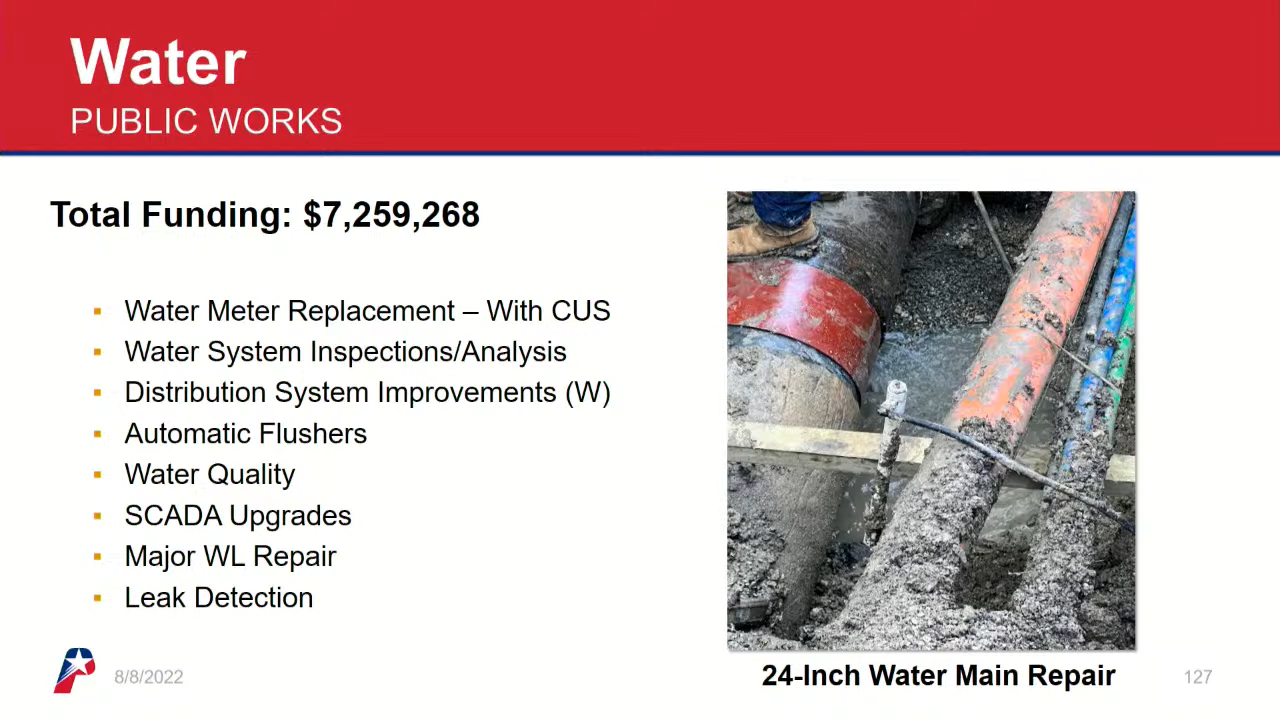 Water
PUBLIC WORKS
Total Funding: $7,259,268
▪ Water Meter Replacement – With CUS
▪ Water System Inspections/Analysis
▪ Distribution System Improvements (W)
▪ Automatic Flushers
▪ Water Quality
▪ SCADA Upgrades
▪ Major WL Repair
▪ Leak Detection
24-Inch Water Main Repair
P
8/8/2022
127